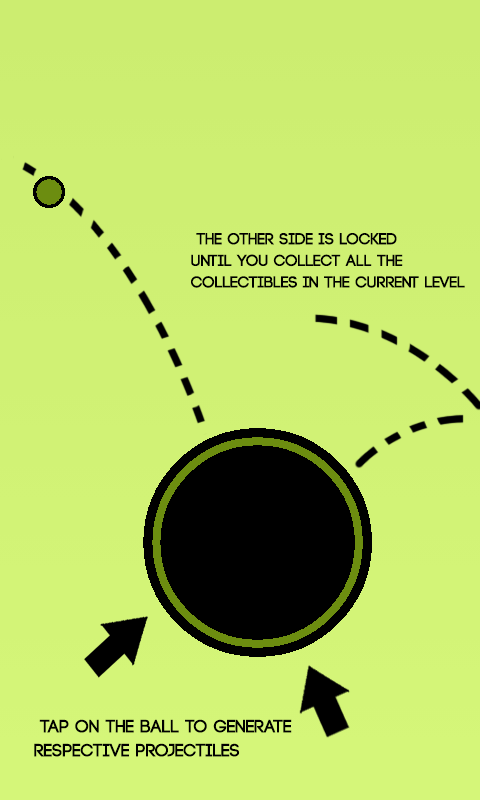 THE OTHER SIDE IS LOCKED
UNTIL YOU COLLECT ALL THE
COLLECTIBLES IN THE CURRENT LEVEL
TAP ON THE BALL TO GENERATE
RESPECTIVE PROJECTILES